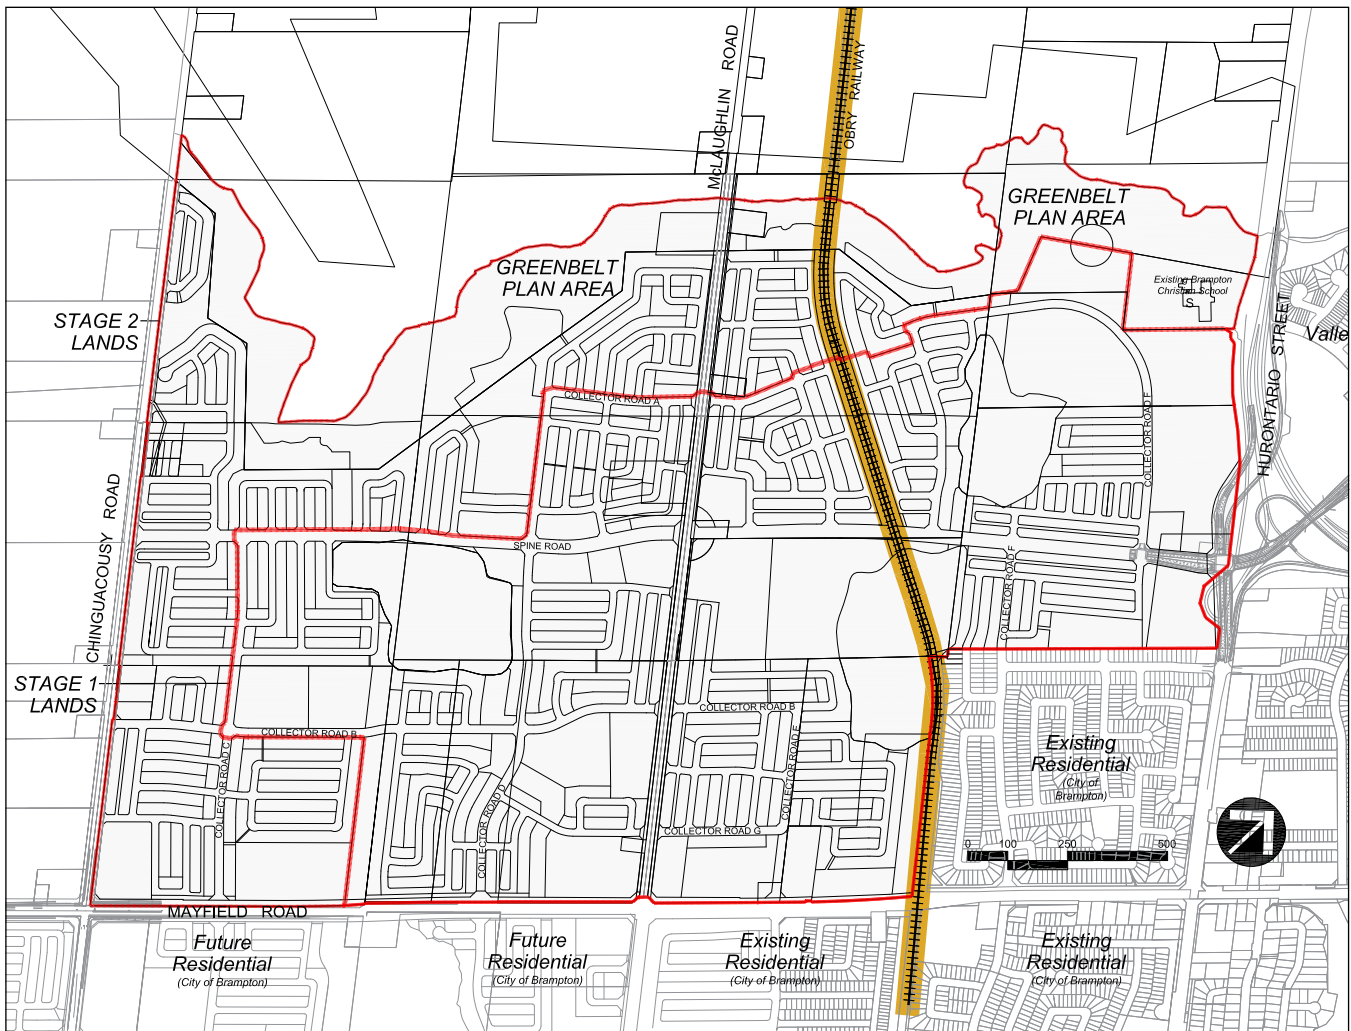 McLAUGHLIN ROAD
OBRY RAILWAY
GREENBELT
PLAN AREA
GREENBELT
PLAN AREA
Existing Brampton
Christian School
S
STAGE 2
LANDS
Valle
HURONTARIO STREET
COLLECTOR ROAD A
COLLECTOR ROAD F
CHINGUACOUSY ROAD
SPINE ROAD
COLLECTOR ROAD F
STAGE 1
LANDS
COLLECTOR ROAD B
COLLECTOR ROAD B
COLLECTOR ROAD C
COLLECTOR ROAD D
COLLECTOR ROAD E
COLLECTOR ROAD G
Existing
Residential
(City of
Brampton)
0 100 250 500
MAYFIELD ROAD
Future
Residential
(City of Brampton)
Future
Residential
(City of Brampton)
Existing
Residential
(City of Brampton)
Existing
Residential
(City of Brampton)